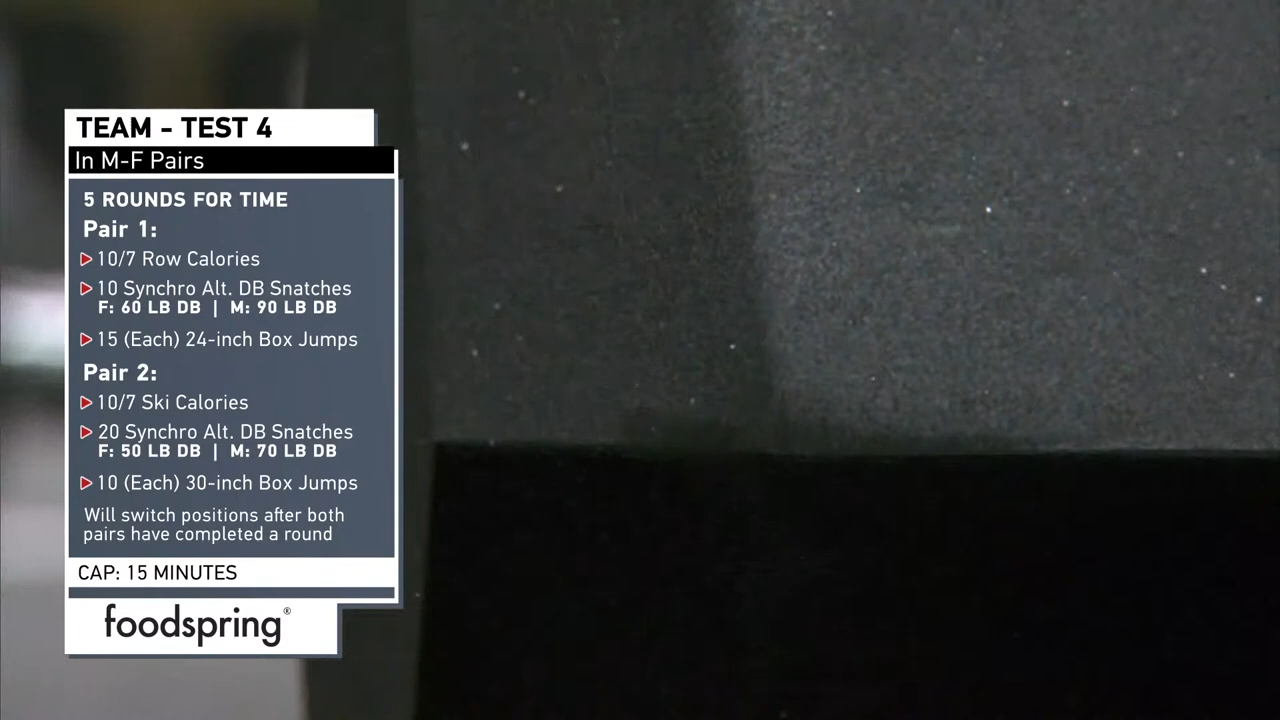 TEAM - TEST 4
In M-F Pairs
5 ROUNDS FOR TIME
Pair 1:
10/7 Row Calories
10 Synchro Alt. DB Snatches
F: 60 LB DB | M: 90 LB DB
15 (Each) 24-inch Box Jumps
Pair 2:
10/7 Ski Calories
20 Synchro Alt. DB Snatches
F: 50 LB DB | M: 70 LB DB
10 (Each) 30-inch Box Jumps
Will switch positions after both
pairs have completed a round
CAP: 15 MINUTES
foodspring®